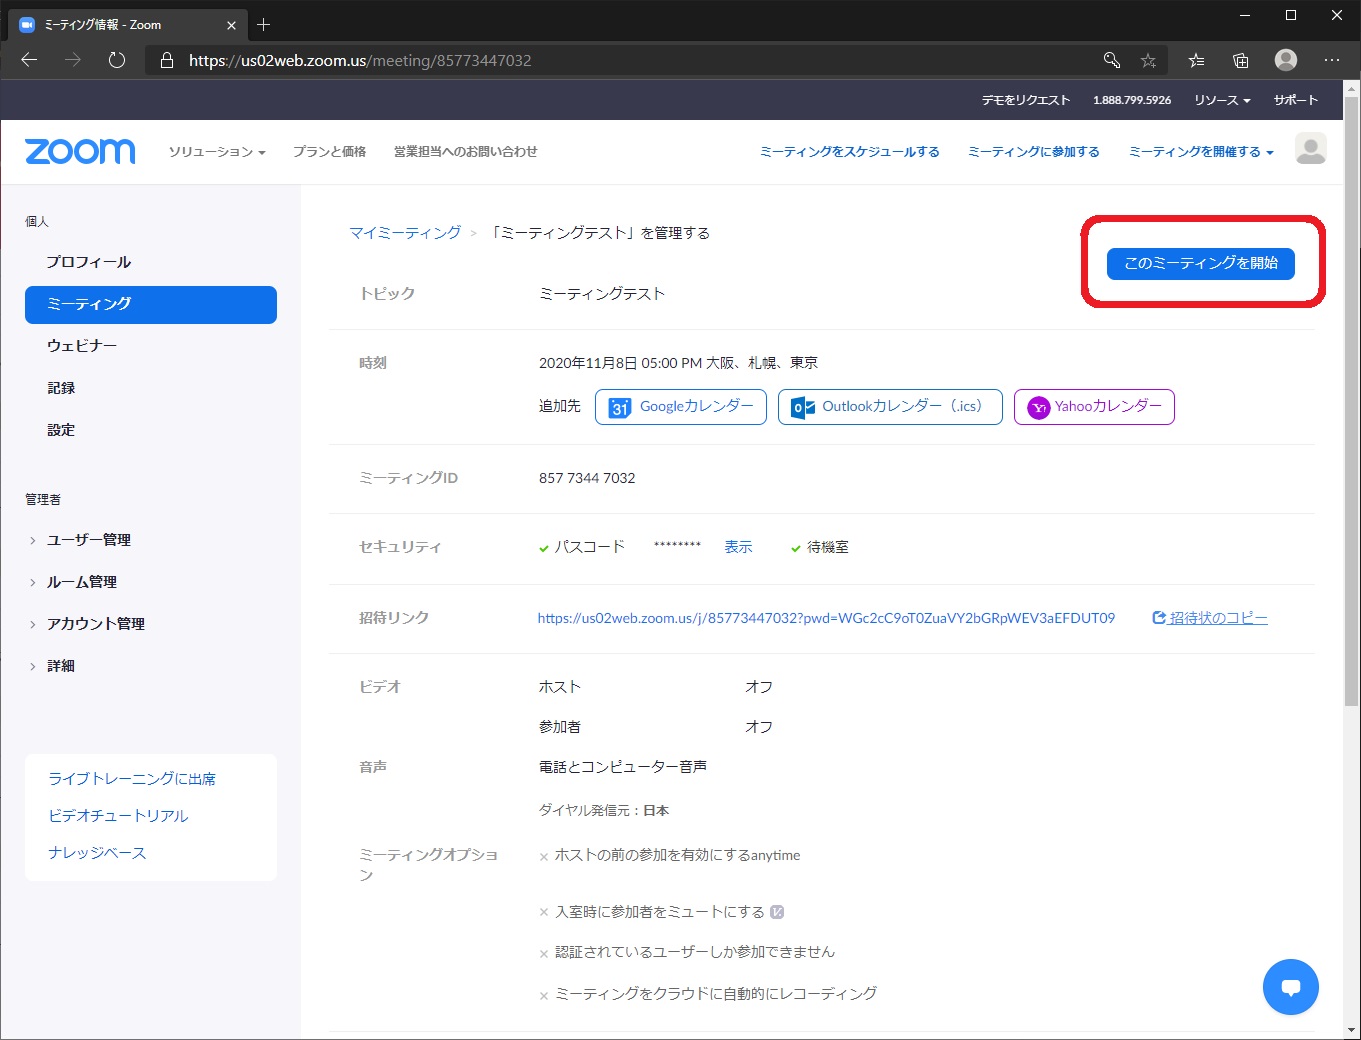 ミーティング情報 - Zoom
https://us02web.zoom.us/meeting/85773447032
デモをリクエスト 1.888.799.5926 リソース サポート
zoom ソリューション プランと価格 営業担当へのお問い合わせ ミーティングをスケジュールする ミーティングに参加する ミーティングを開催する
個人
プロフィール
ミーティング
ウェビナー
記録
設定
管理者
ユーザー管理
ルーム管理
アカウント管理
詳細
ライブトレーニングに出席
ビデオチュートリアル
ナレッジベース
マイミーティング > 「ミーティングテスト」を管理する
このミーティングを開始
トピック ミーティングテスト
時刻 2020年11月8日 05:00 PM 大阪、札幌、東京
追加先 31 Googleカレンダー Outlookカレンダー（.ics） Yahooカレンダー
ミーティングID 857 7344 7032
セキュリティ パスコード ******** 表示 待機室
招待リンク https://us02web.zoom.us/j/85773447032?pwd=WGc2cC9oT0ZuaVY2bGRpWEV3aEFDUT09 招待状のコピー
ビデオ ホスト オフ
参加者 オフ
音声 電話とコンピューター音声
ダイヤル発信元：日本
ミーティングオプショ
ン
× ホストの前の参加を有効にするanytime
× 入室時に参加者をミュートにする
× 認証されているユーザーしか参加できません
× ミーティングをクラウドに自動的にレコーディング